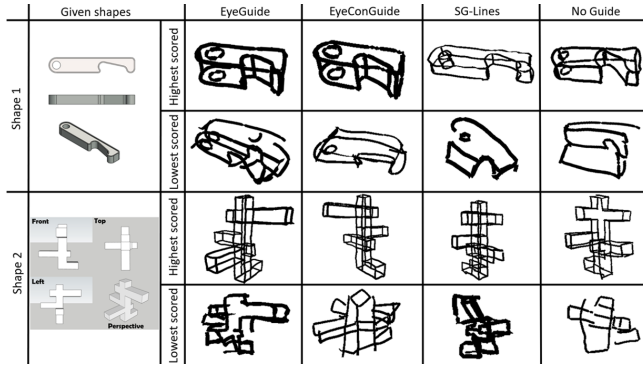 Given shapes
EyeGuide
EyeConGuide
SG-Lines
No Guide
Shape 1
Highest scored
Lowest scored
Shape 2
Front
Top
Left
Perspective
Highest scored
Lowest scored